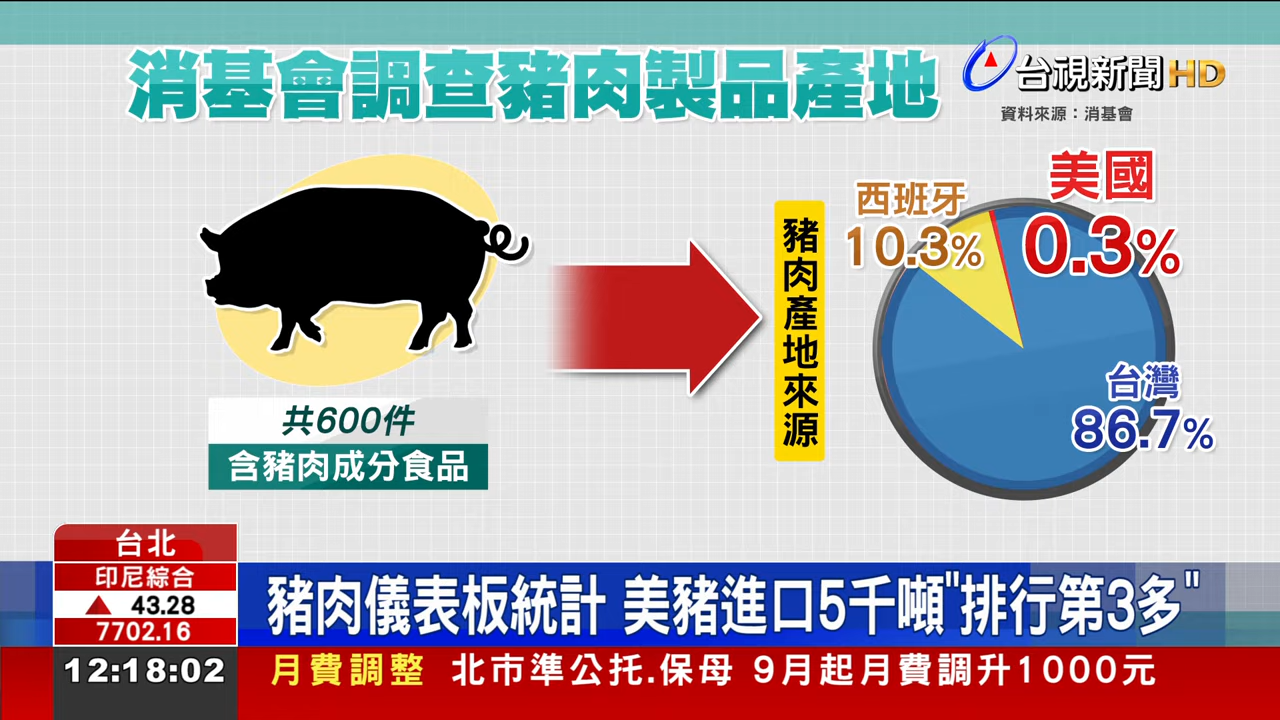 消基會調查豬肉製品產地
台視新聞HD
資料來源：消基會
共600件
含豬肉成分食品
豬肉產地來源
西班牙
10.3%
美國
0.3%
台灣
86.7%
台北
印尼綜合
▲ 43.28
7702.16
豬肉儀表板統計 美豬進口5千噸"排行第3多"
12:18:02
月費調整 北市準公托.保母 9月起月費調升1000元